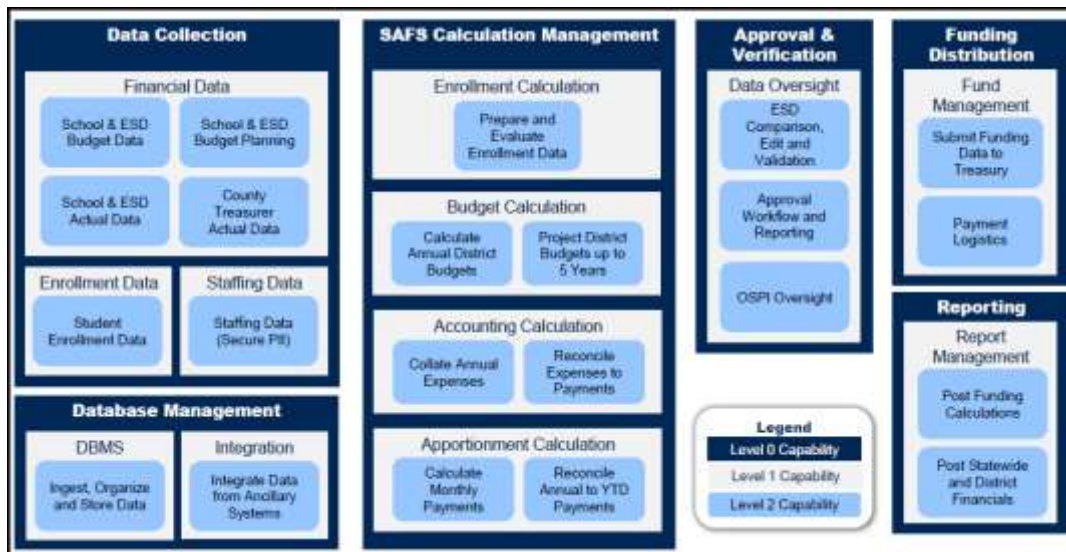 Data Collection
Financial Data
School & ESD
Budget Data
School & ESD
Budget Planning
School & ESD
Actual Data
County
Treasurer
Actual Data
Enrollment Data
Student
Enrollment Data
Staffing Data
Staffing Data
(Secure PII)
Database Management
DBMS
Ingest, Organize
and Store Data
Integration
Integrate Data
from Ancillary
Systems
SAFS Calculation Management
Enrollment Calculation
Prepare and
Evaluate
Enrollment Data
Budget Calculation
Calculate
Annual District
Budgets
Project District
Budgets up to
5 Years
Accounting Calculation
Collate Annual
Expenses
Reconcile
Expenses to
Payments
Apportionment Calculation
Calculate
Monthly
Payments
Reconcile
Annual to YTD
Payments
Approval &
Verification
Data Oversight
ESD
Comparison,
Edit and
Validation
Approval
Workflow and
Reporting
OSPI Oversight
Legend
Level 0 Capability
Level 1 Capability
Level 2 Capability
Funding
Distribution
Fund
Management
Submit Funding
Data to
Treasury
Payment
Logistics
Reporting
Report
Management
Post Funding
Calculations
Post Statewide
and District
Financials